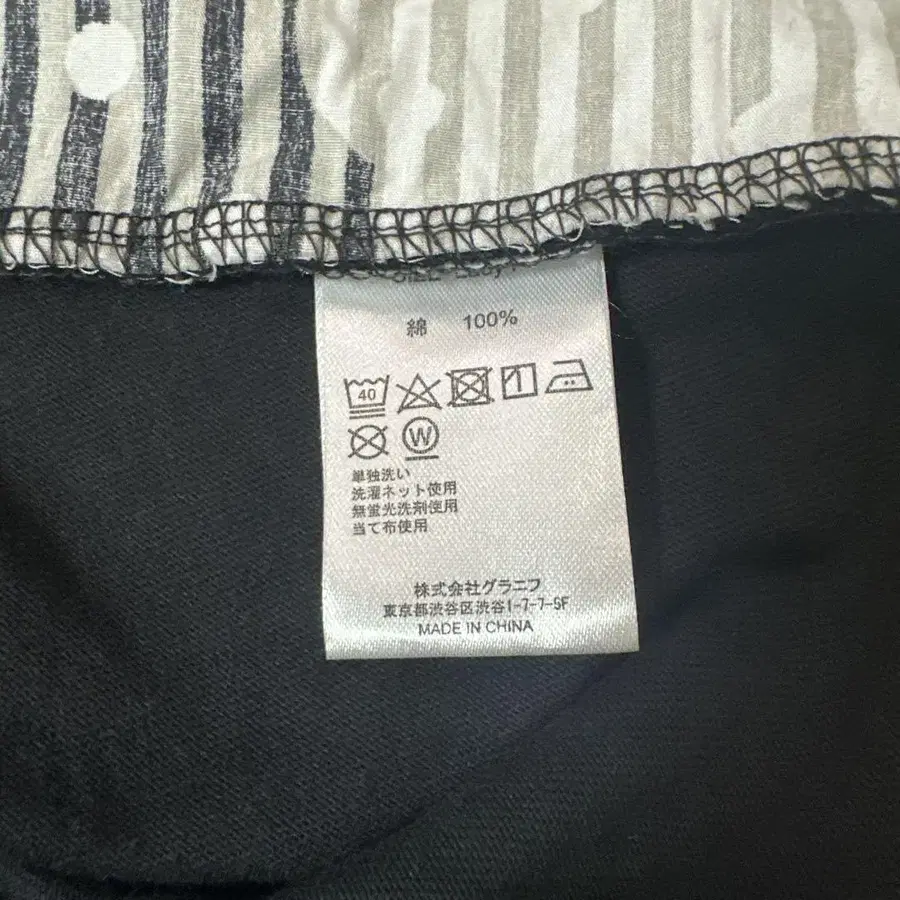 綿 100%
40
W
単独洗い
洗濯ネット使用
無蛍光洗剤使用
当て布使用
株式会社グラニフ
東京都渋谷区渋谷1-7-7-5F
MADE IN CHINA